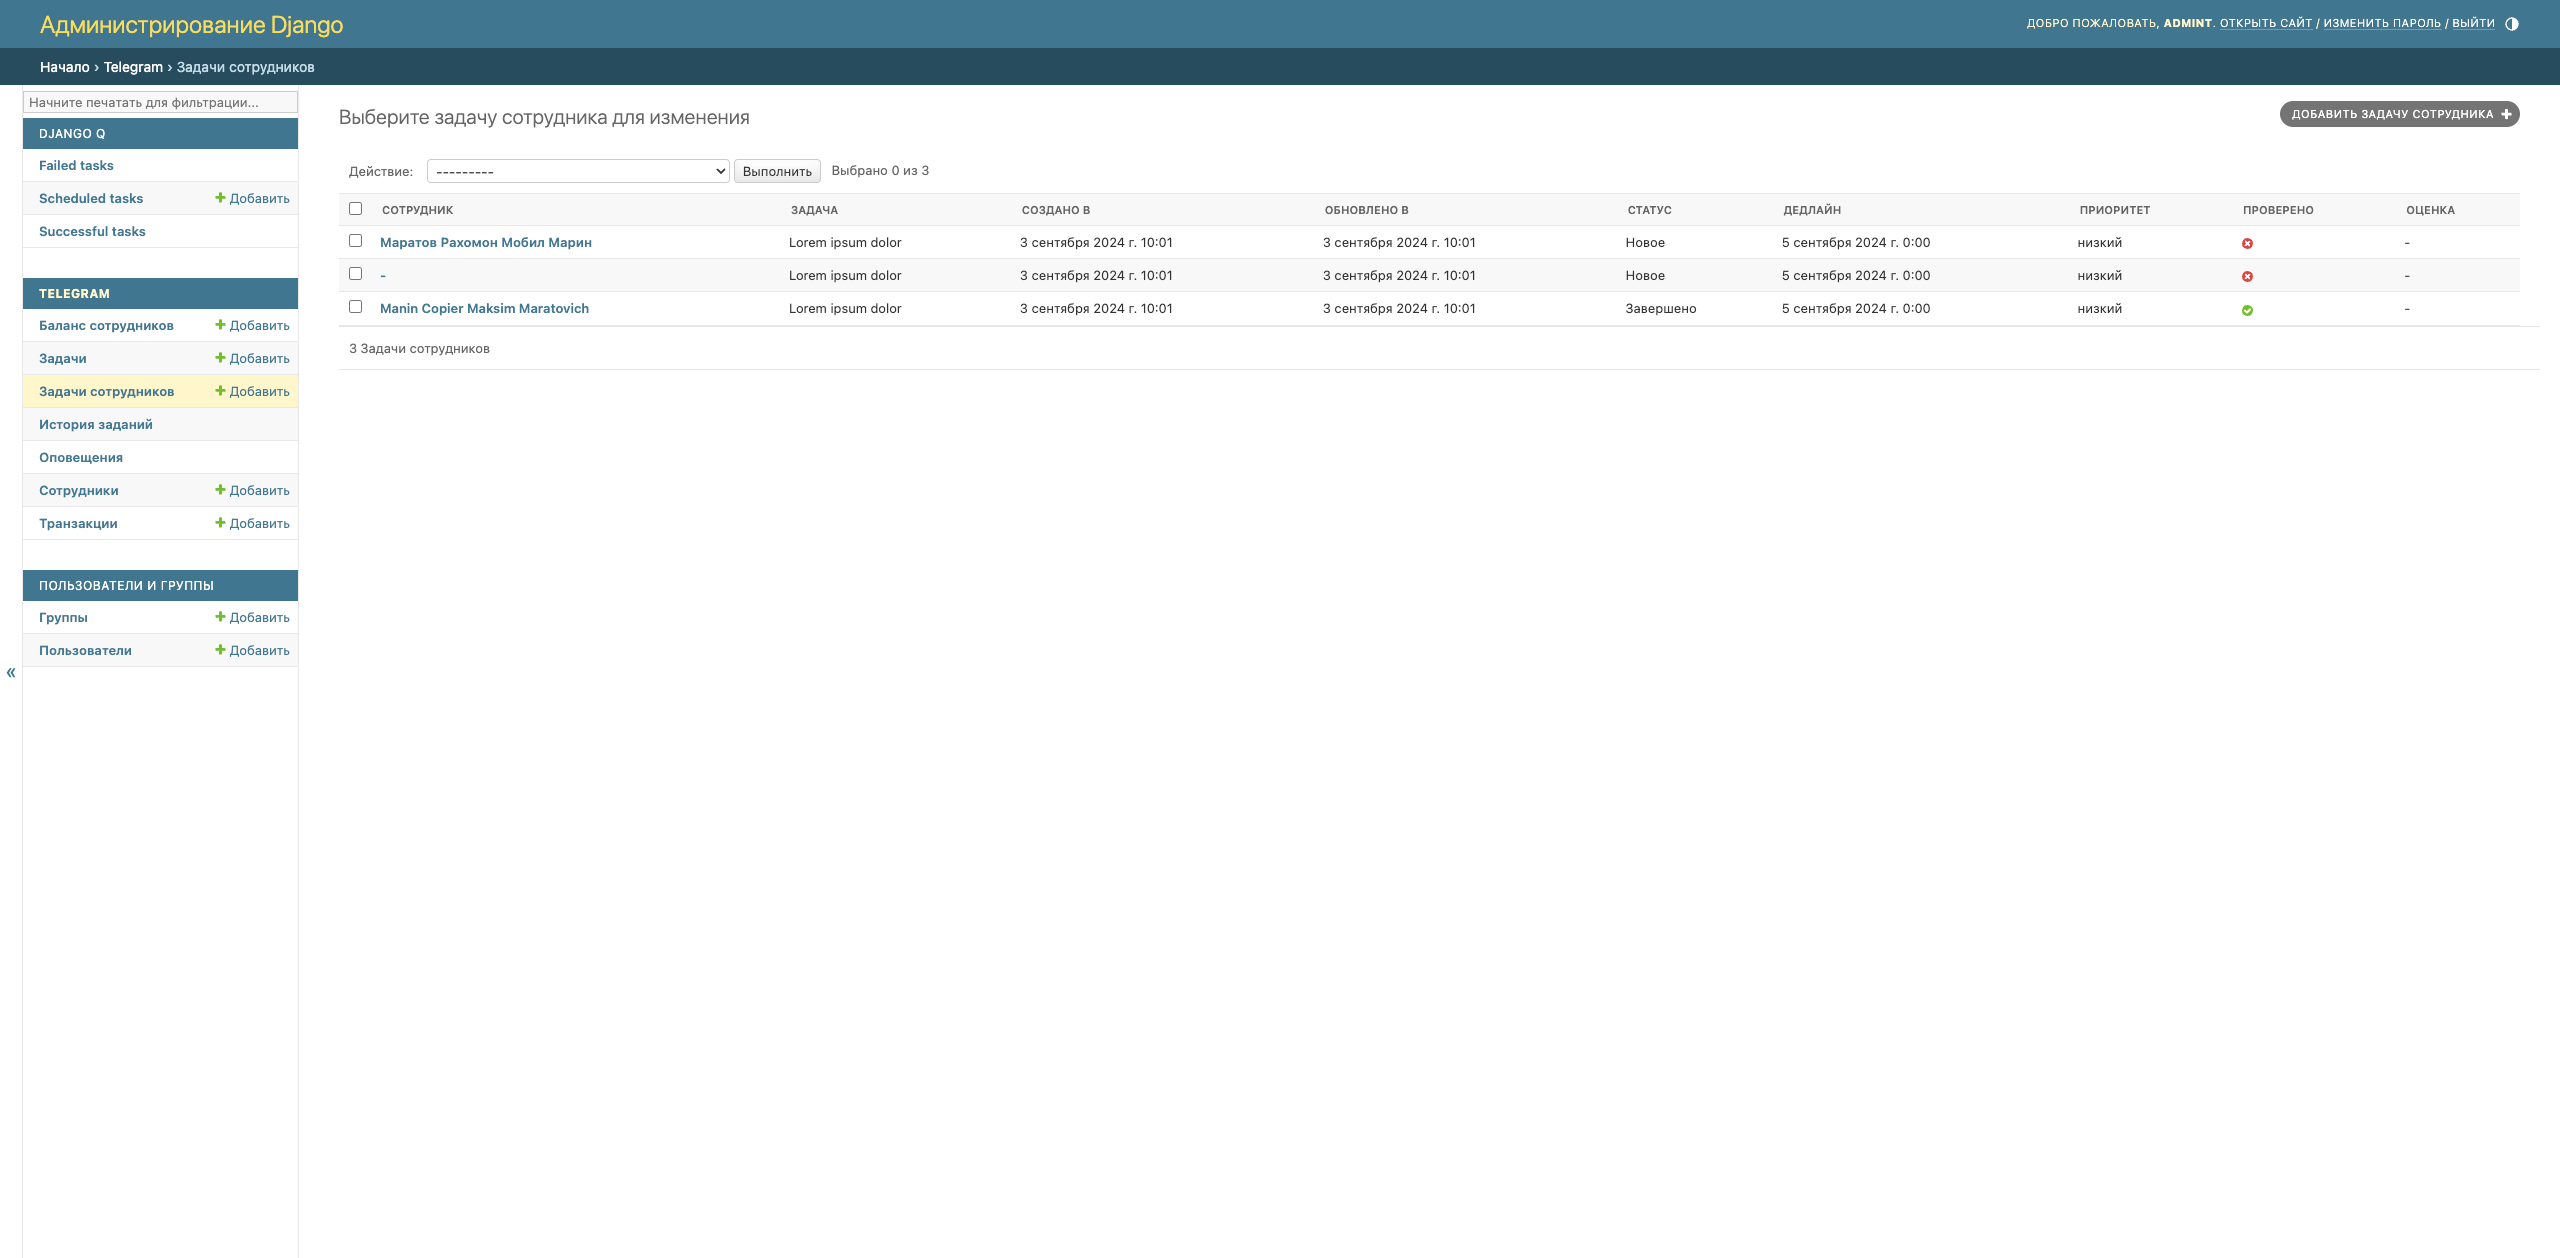 Администрирование Django
ДОБРО ПОЖАЛОВАТЬ, ADMINT. ОТКРЫТЬ САЙТ / ИЗМЕНИТЬ ПАРОЛЬ / ВЫЙТИ
Начало › Telegram › Задачи сотрудников
Начните печатать для фильтрации...
DJANGO Q
Failed tasks
Scheduled tasks Добавить
Successful tasks
TELEGRAM
Баланс сотрудников Добавить
Задачи Добавить
Задачи сотрудников Добавить
История заданий
Оповещения
Сотрудники Добавить
Транзакции Добавить
ПОЛЬЗОВАТЕЛИ И ГРУППЫ
Группы Добавить
Пользователи Добавить
«
Выберите задачу сотрудника для изменения
ДОБАВИТЬ ЗАДАЧУ СОТРУДНИКА
Действие: --------- Выполнить Выбрано 0 из 3
СОТРУДНИК ЗАДАЧА СОЗДАНО В ОБНОВЛЕНО В СТАТУС ДЕДЛАЙН ПРИОРИТЕТ ПРОВЕРЕНО ОЦЕНКА
Маратов Рахомон Мобил Марин Lorem ipsum dolor 3 сентября 2024 г. 10:01 3 сентября 2024 г. 10:01 Новое 5 сентября 2024 г. 0:00 низкий -
- Lorem ipsum dolor 3 сентября 2024 г. 10:01 3 сентября 2024 г. 10:01 Новое 5 сентября 2024 г. 0:00 низкий -
Manin Copier Maksim Maratovich Lorem ipsum dolor 3 сентября 2024 г. 10:01 3 сентября 2024 г. 10:01 Завершено 5 сентября 2024 г. 0:00 низкий -
3 Задачи сотрудников